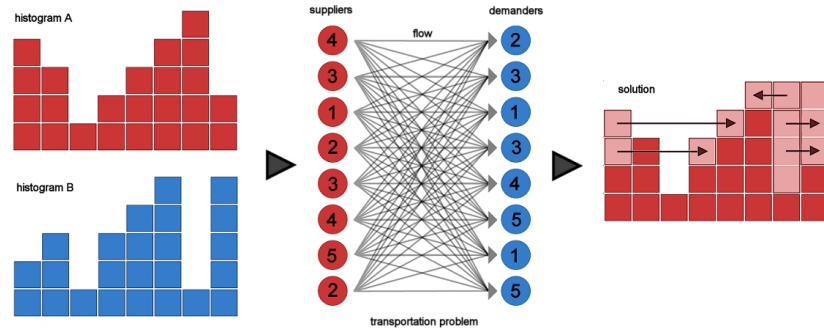 histogram A
histogram B
suppliers
flow
demanders
4
3
1
2
3
4
5
2
2
3
1
3
4
5
1
5
transportation problem
solution